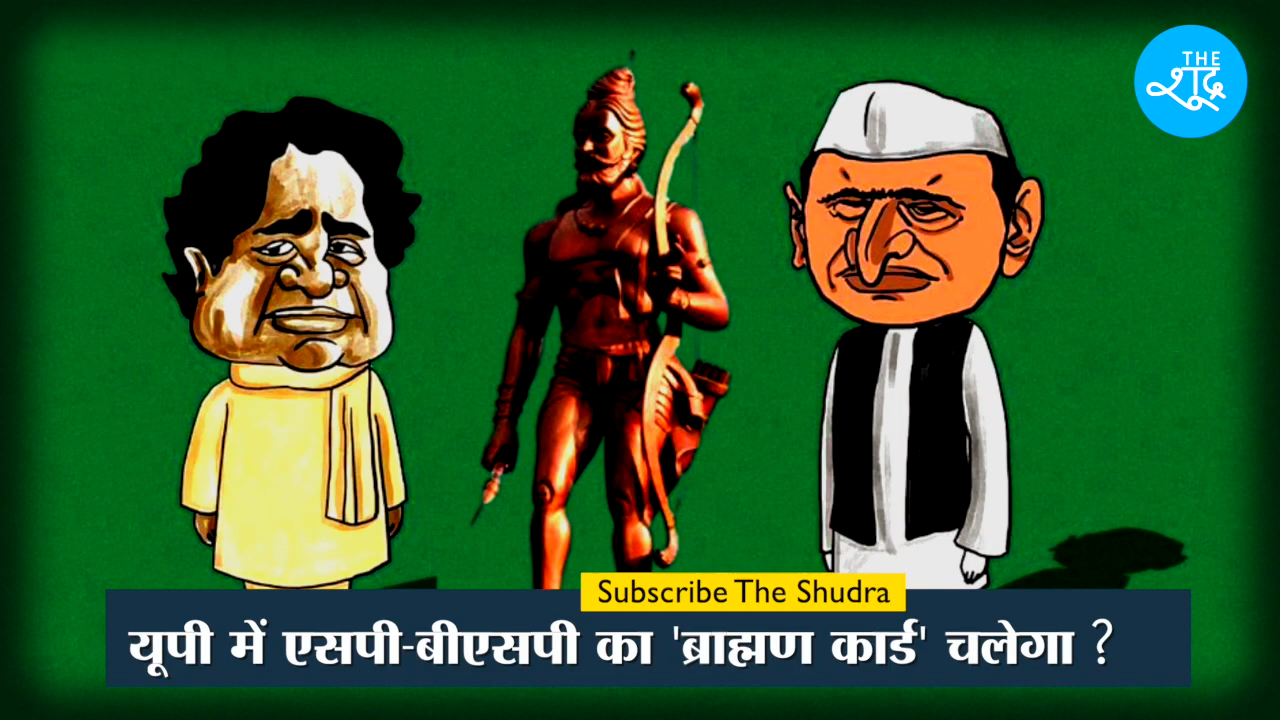 THE
शूद्र
Subscribe The Shudra
यूपी में एसपी-बीएसपी का 'ब्राह्मण कार्ड' चलेगा ?